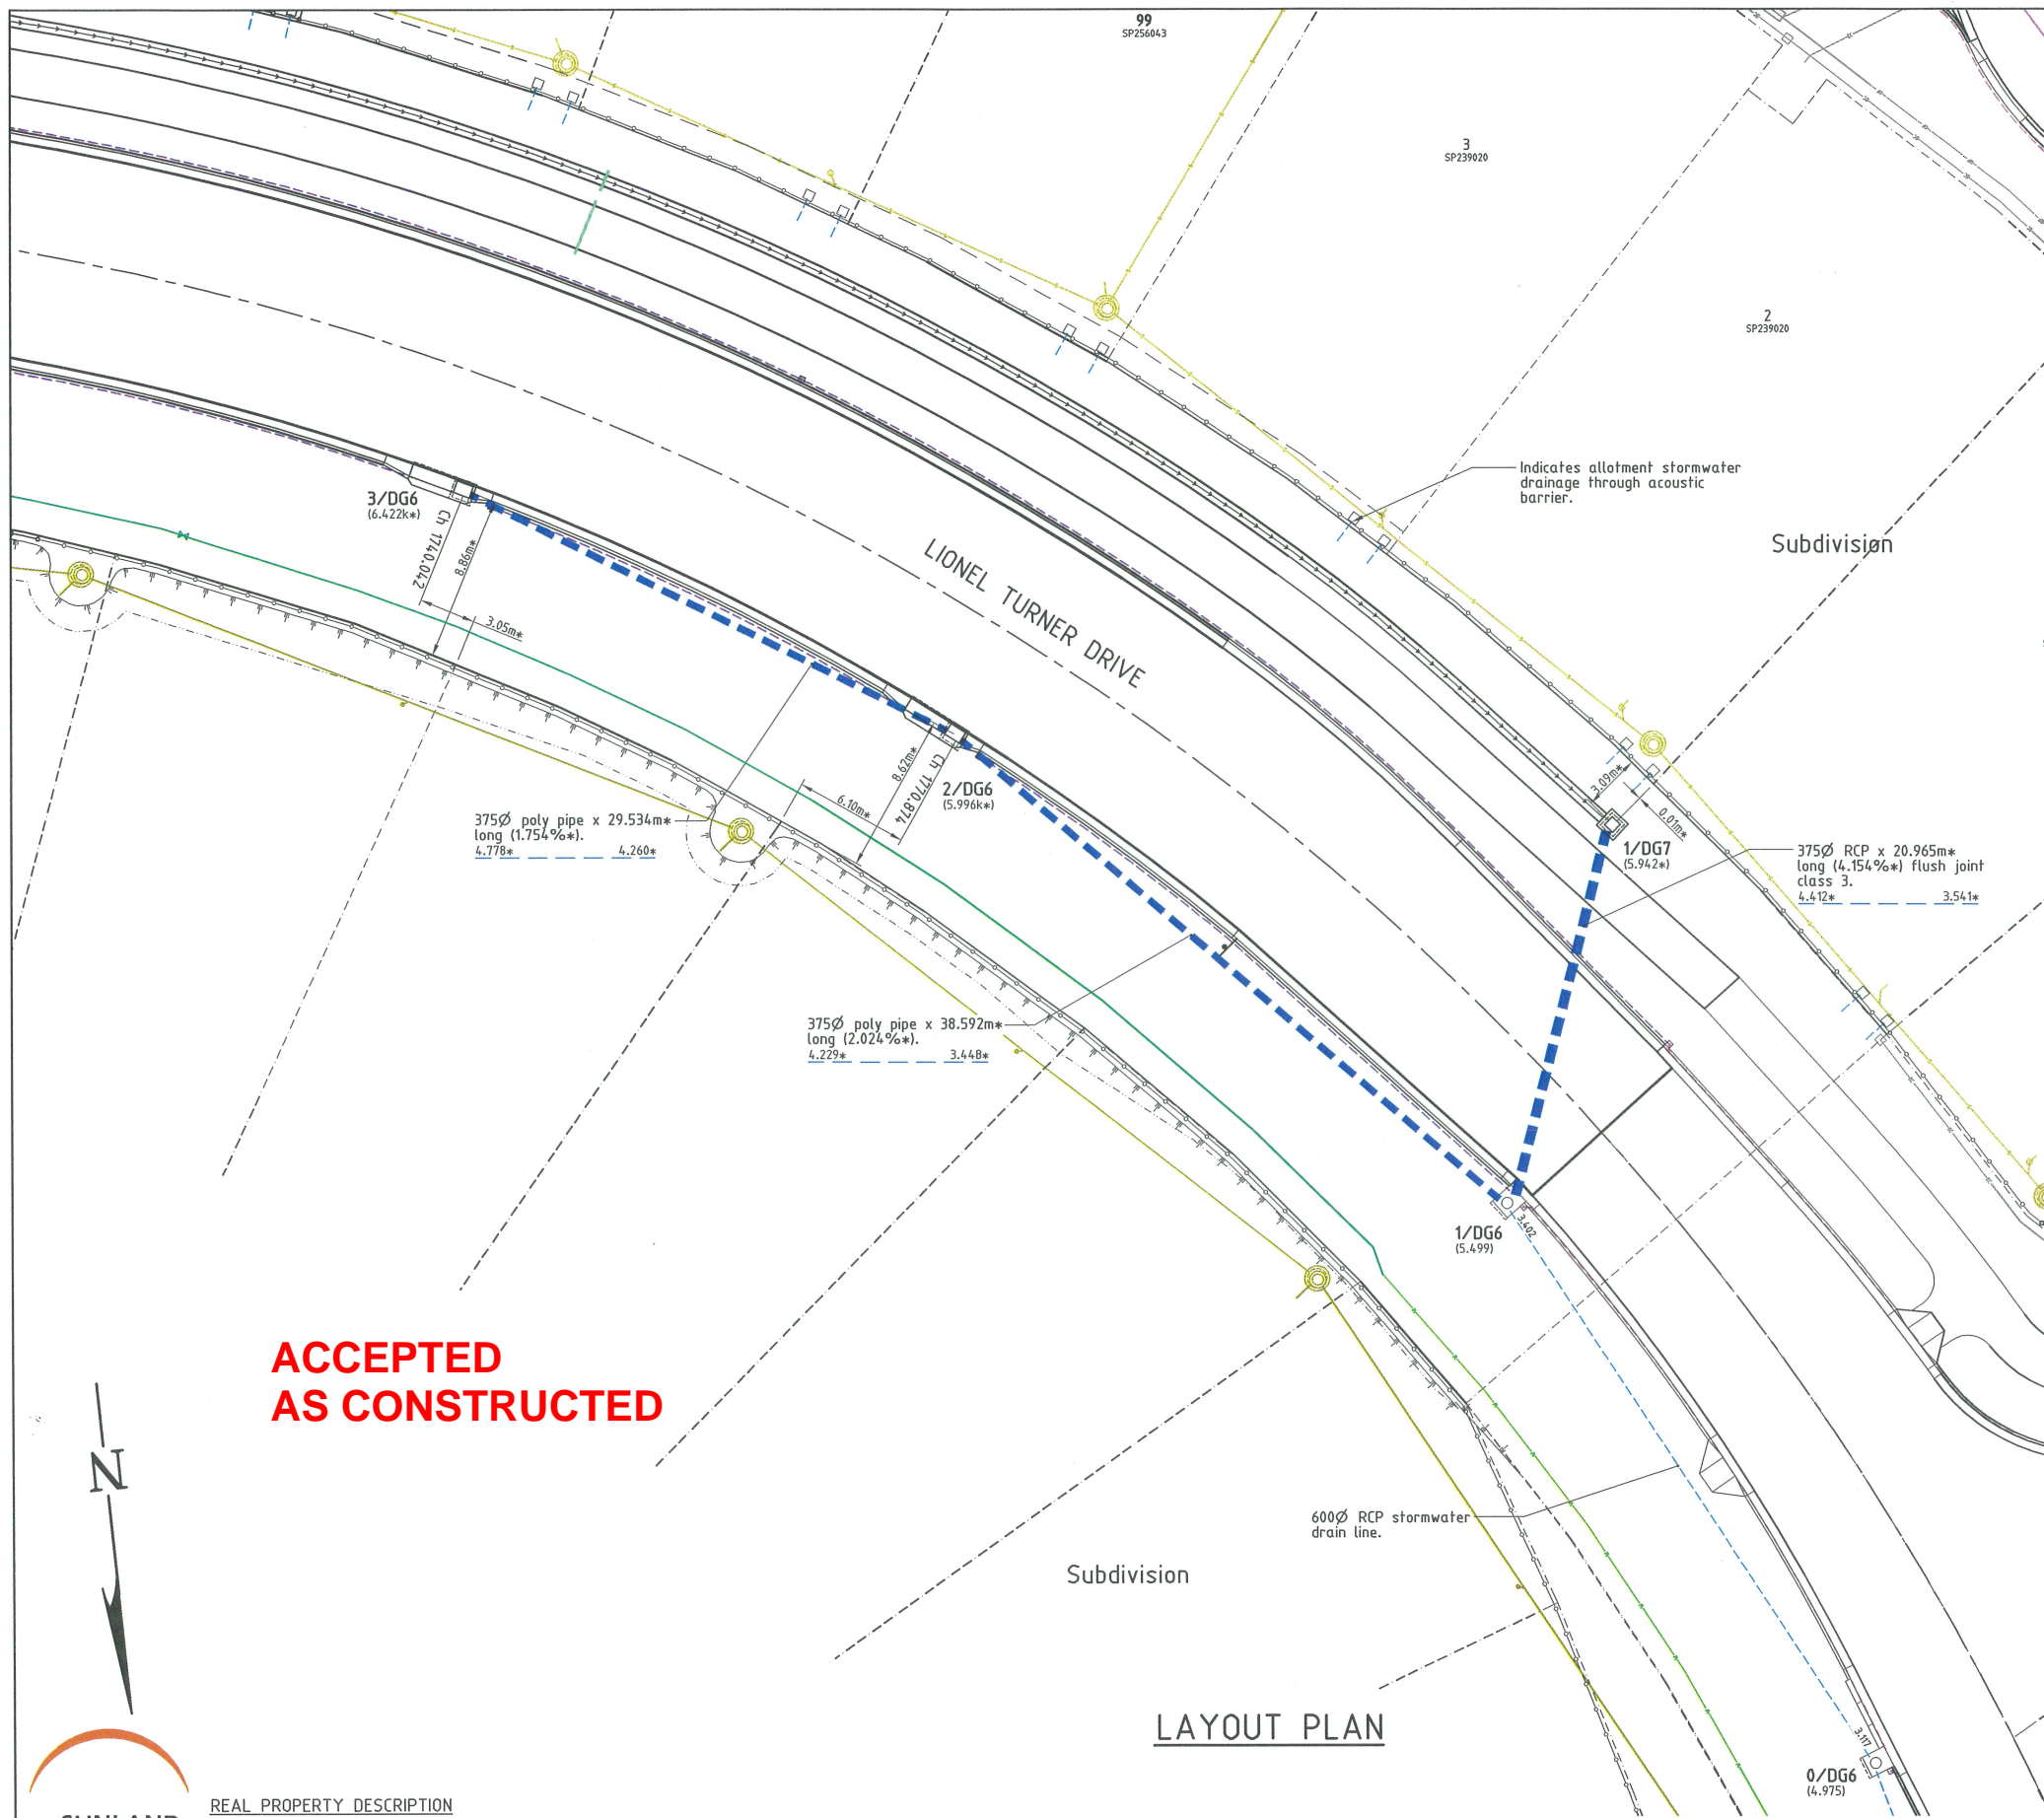 99
SP256043
3
SP239020
2
SP239020
Indicates allotment stormwater
drainage through acoustic
barrier.
Subdivision
LIONEL TURNER DRIVE
3/DG6
(6.422k*)
Ch 1740.042
8.86m*
3.05m*
2/DG6
(5.996k*)
Ch 1770.874
8.62m*
6.10m*
375Ø poly pipe x 29.534m*
long (1.754%*).
4.778* 4.260*
3.09m*
0.01m*
1/DG7
(5.942*)
375Ø RCP x 20.965m*
long (4.154%*) flush joint
class 3.
4.412* 3.541*
375Ø poly pipe x 38.592m*
long (2.024%*).
4.229* 3.448*
1/DG6
(5.499)
3.402
ACCEPTED
AS CONSTRUCTED
N
600Ø RCP stormwater
drain line.
Subdivision
LAYOUT PLAN
3.117
0/DG6
(4.975)
REAL PROPERTY DESCRIPTION
SUNLAND